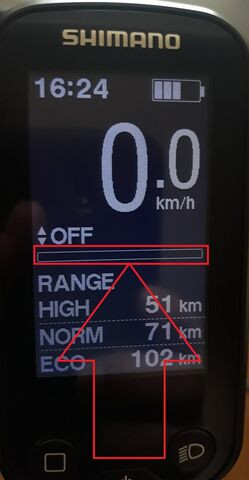 SHIMANO
16:24
0.0
km/h
OFF
RANGE
HIGH 51 km
NORM 71 km
ECO 102 km